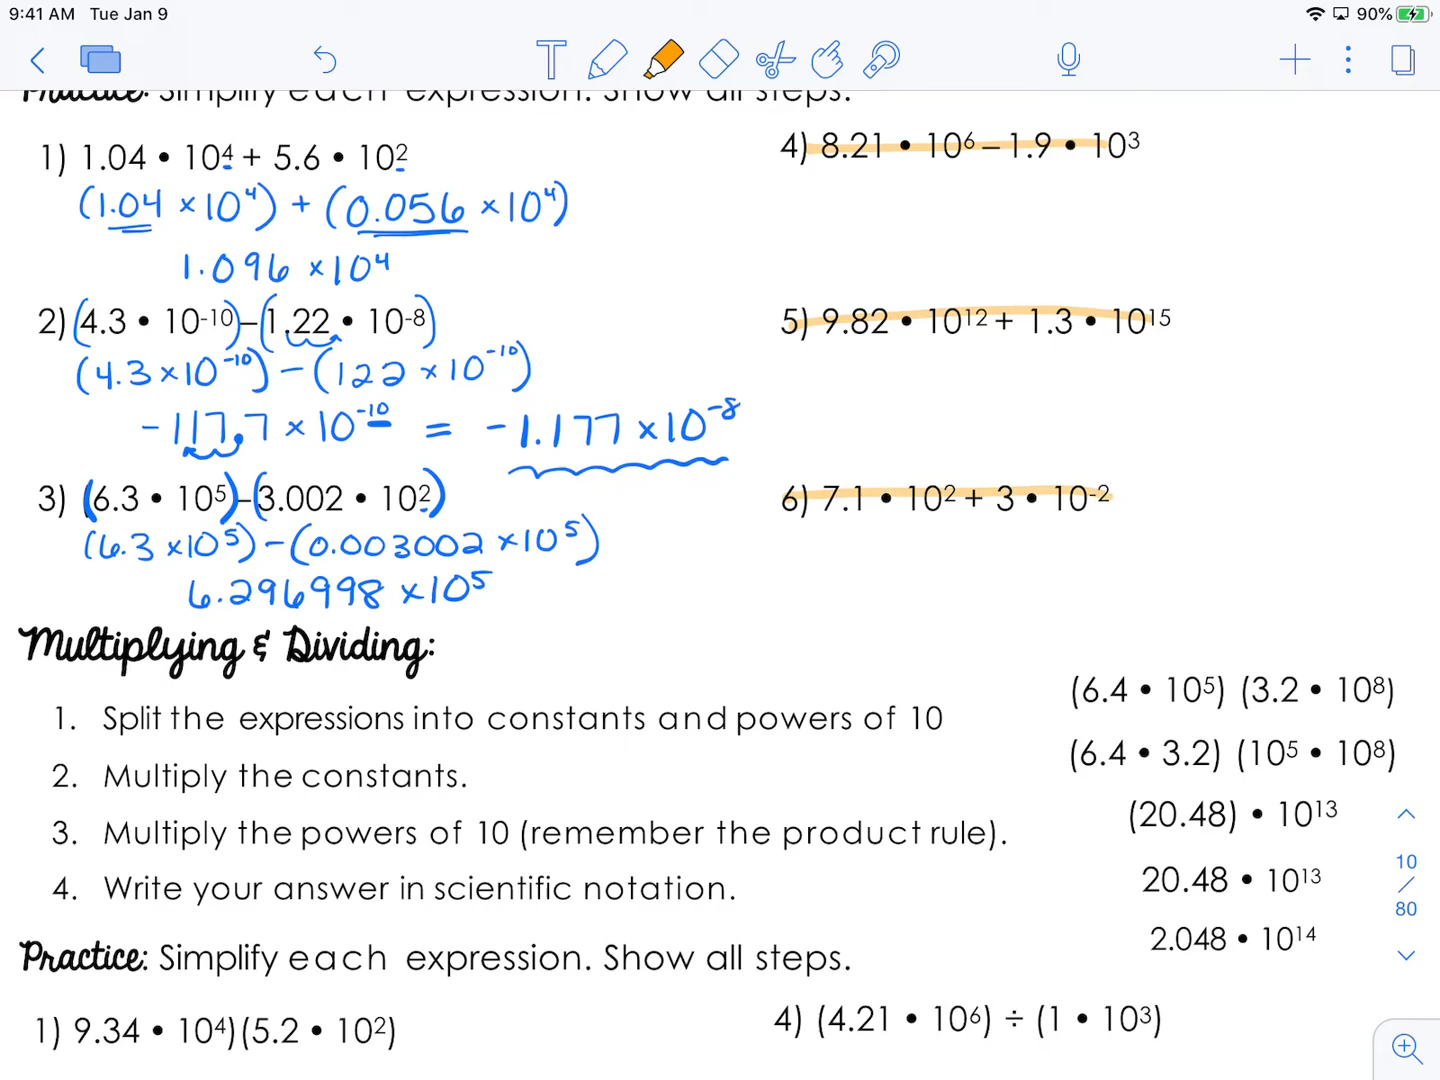 9:41 AM Tue Jan 9
90%
Practice: Simplify each expression. Show all steps.
1) 1.04 • 10⁴ + 5.6 • 10²
(1.04 ×10⁴) + (0.056 ×10⁴)
1.096 ×10⁴
2) (4.3 • 10⁻¹⁰) – (1.22 • 10⁻⁸)
(4.3 ×10⁻¹⁰) – (122 ×10⁻¹⁰)
-117.7 ×10⁻¹⁰ = -1.177 ×10⁻⁸
3) (6.3 • 10⁵) – (3.002 • 10²)
(6.3 ×10⁵) – (0.003002 ×10⁵)
6.296998 ×10⁵
4) 8.21 • 10⁶ – 1.9 • 10³
5) 9.82 • 10¹² + 1.3 • 10¹⁵
6) 7.1 • 10² + 3 • 10⁻²
Multiplying & Dividing:
1. Split the expressions into constants and powers of 10
2. Multiply the constants.
3. Multiply the powers of 10 (remember the product rule).
4. Write your answer in scientific notation.
(6.4 • 10⁵) (3.2 • 10⁸)
(6.4 • 3.2) (10⁵ • 10⁸)
(20.48) • 10¹³
20.48 • 10¹³
2.048 • 10¹⁴
10
/
80
Practice: Simplify each expression. Show all steps.
1) 9.34 • 10⁴)(5.2 • 10²)
4) (4.21 • 10⁶) ÷ (1 • 10³)